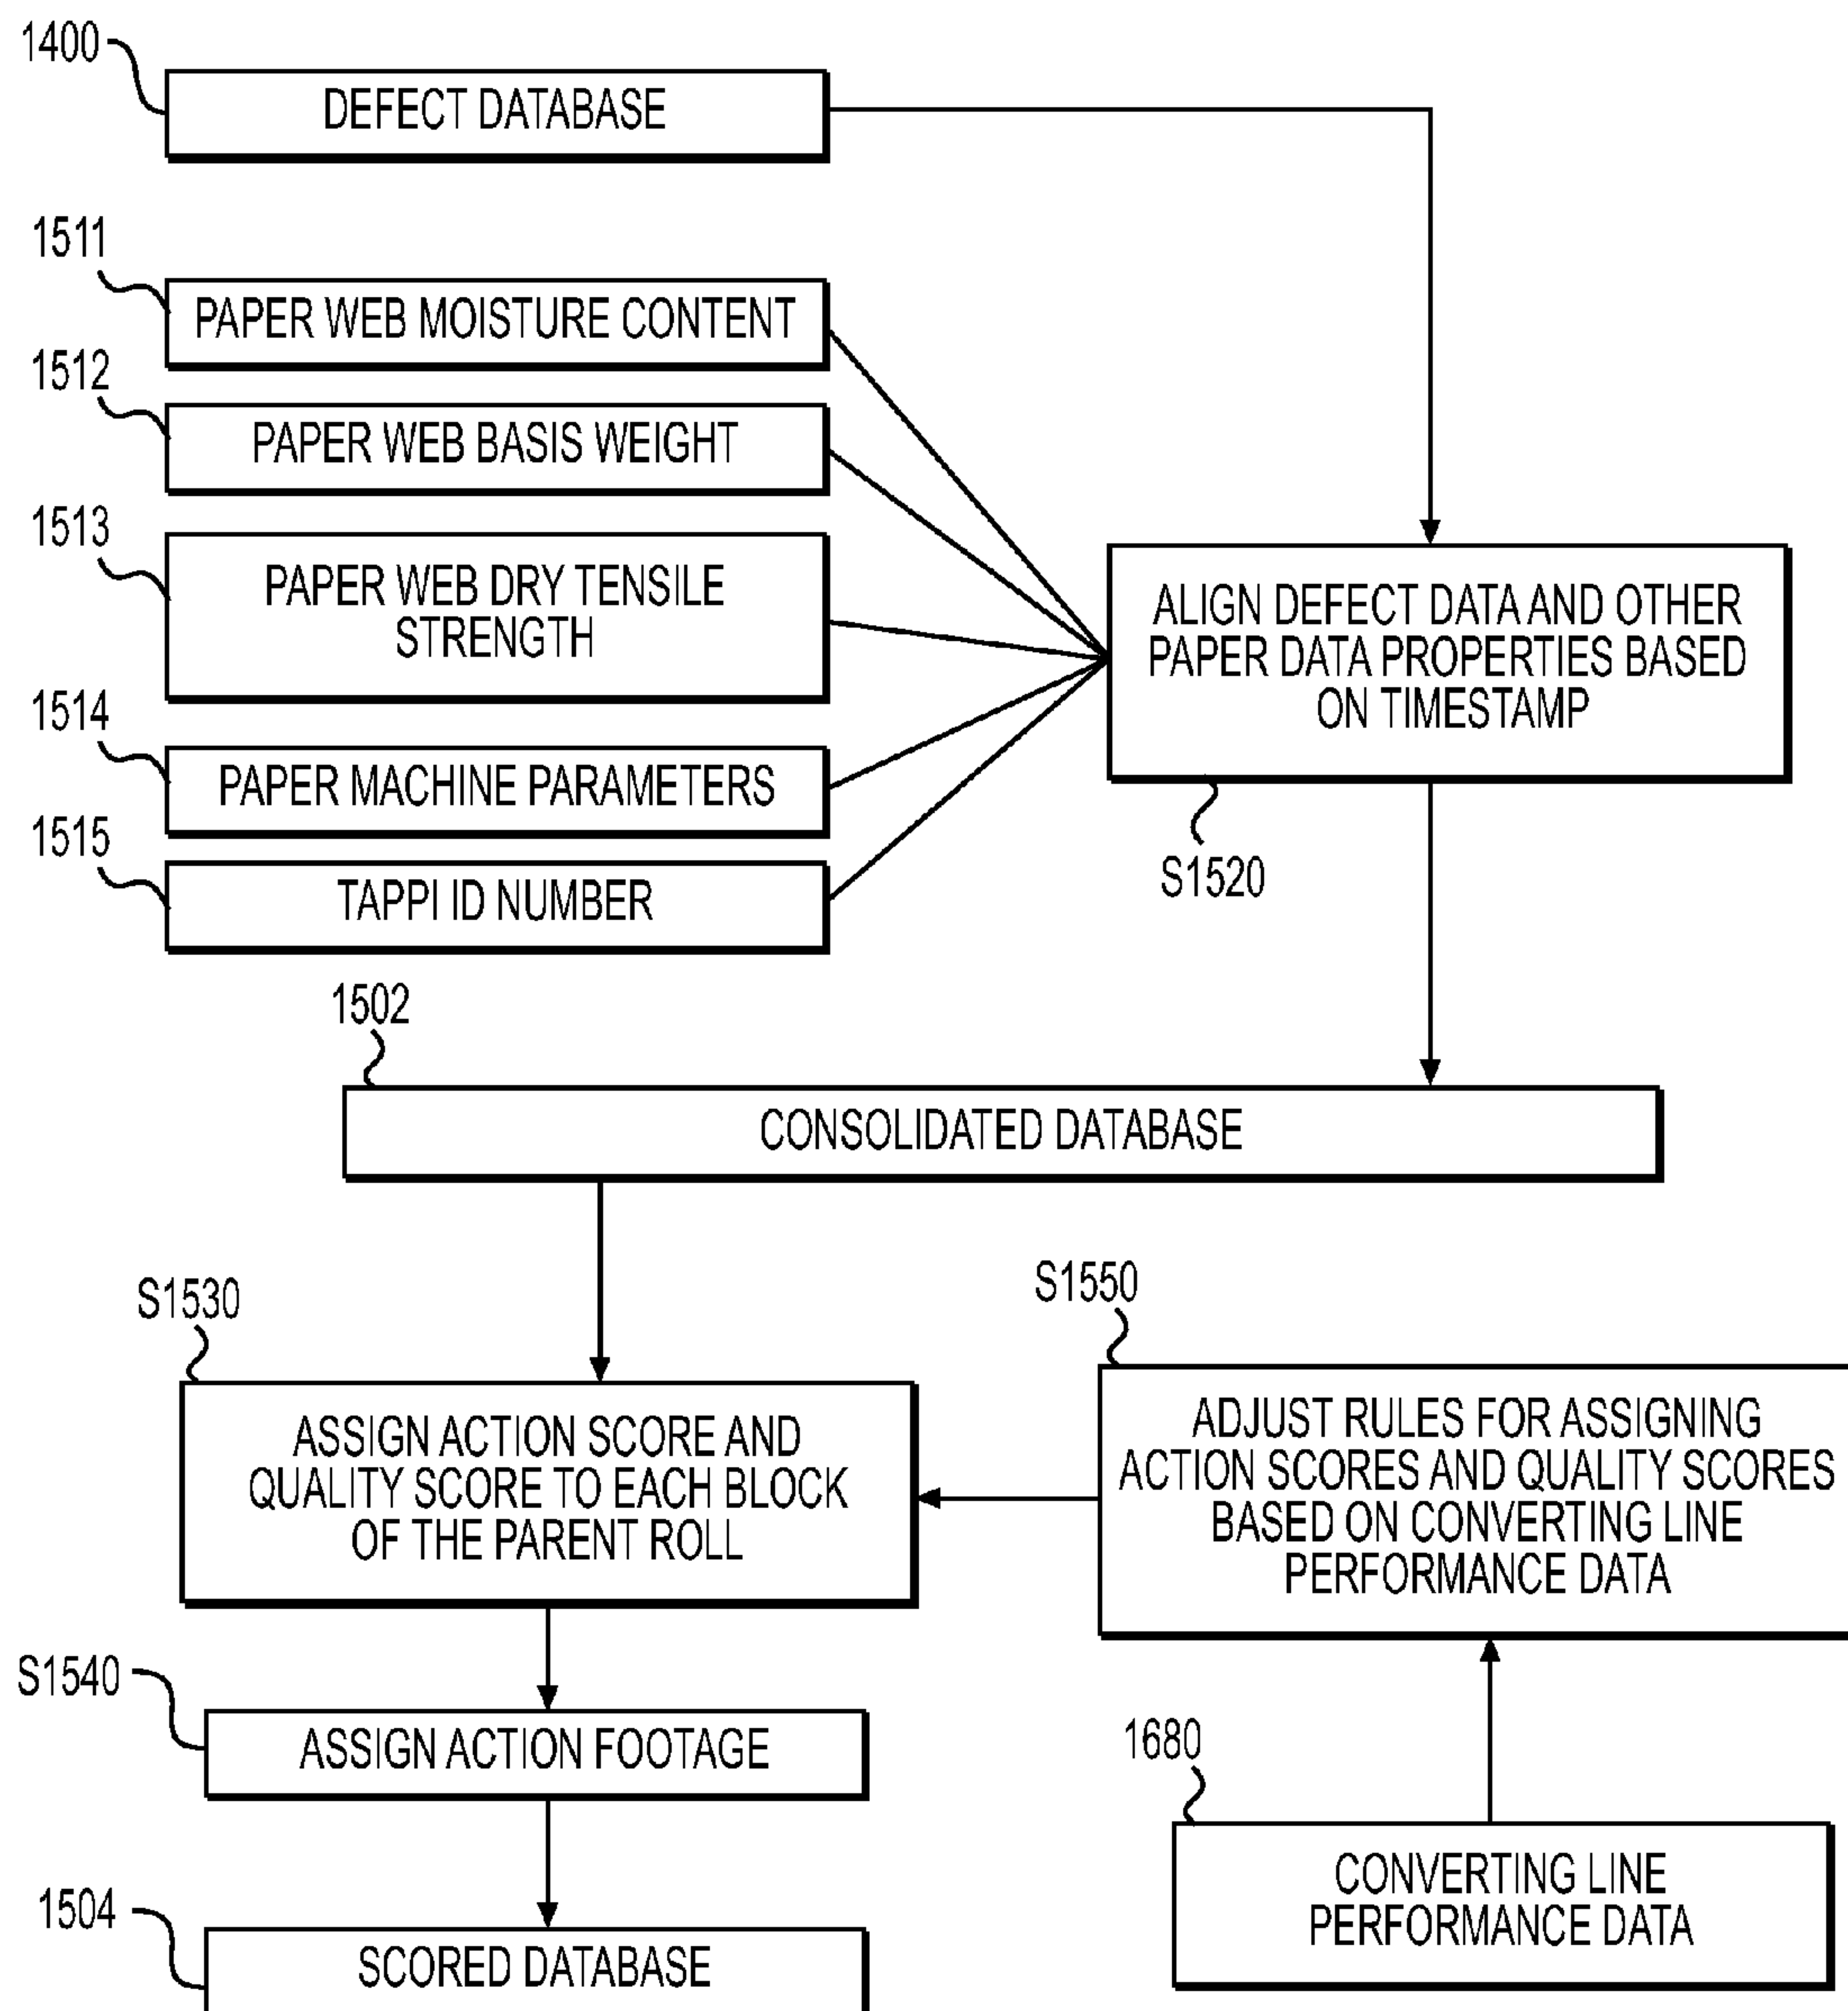 1400
DEFECT DATABASE
1511
PAPER WEB MOISTURE CONTENT
1512
PAPER WEB BASIS WEIGHT
1513
PAPER WEB DRY TENSILE
STRENGTH
1514
PAPER MACHINE PARAMETERS
1515
TAPPI ID NUMBER
ALIGN DEFECT DATA AND OTHER
PAPER DATA PROPERTIES BASED
ON TIMESTAMP
S1520
1502
CONSOLIDATED DATABASE
S1530
ASSIGN ACTION SCORE AND
QUALITY SCORE TO EACH BLOCK
OF THE PARENT ROLL
S1550
ADJUST RULES FOR ASSIGNING
ACTION SCORES AND QUALITY SCORES
BASED ON CONVERTING LINE
PERFORMANCE DATA
S1540
ASSIGN ACTION FOOTAGE
1680
CONVERTING LINE
PERFORMANCE DATA
1504
SCORED DATABASE